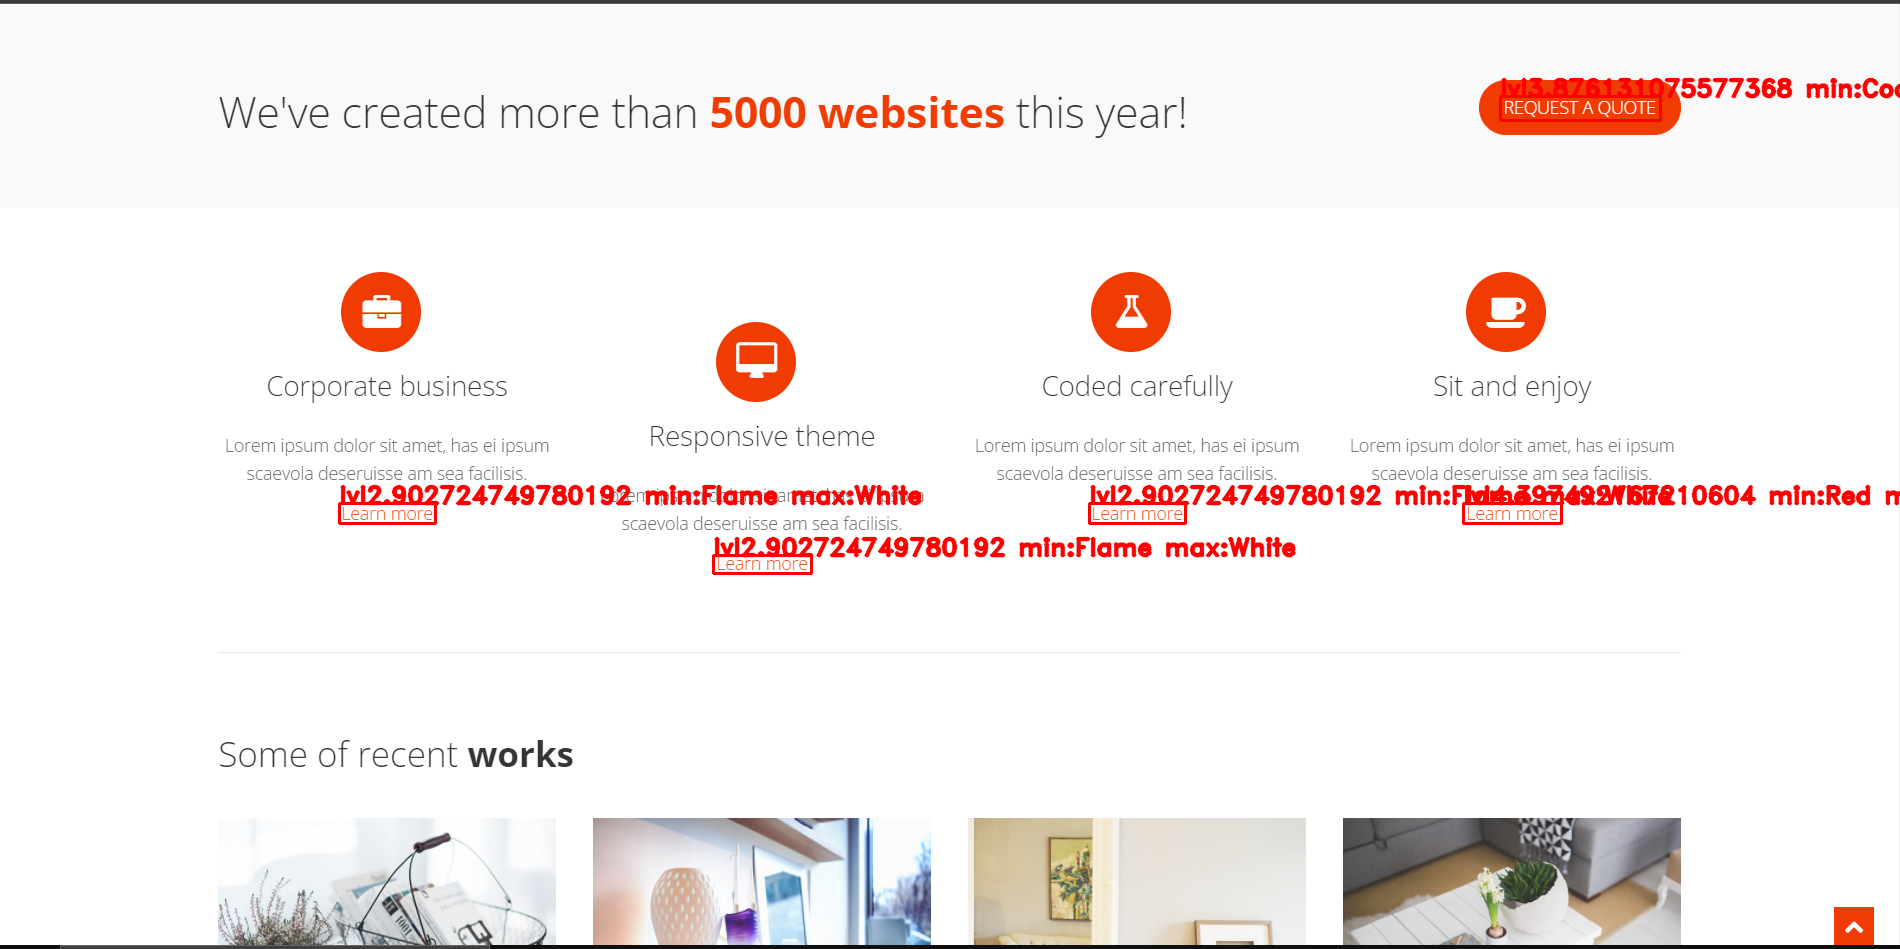 We've created more than 5000 websites this year!
lvl3.876131075577368 min:Coc
REQUEST A QUOTE
Corporate business
Lorem ipsum dolor sit amet, has ei ipsum
scaevola deseruisse am sea facilisis.
lvl2.902724749780192 min:Flame max:White
Learn more
Responsive theme
Lorem ipsum dolor sit amet, has ei ipsum
scaevola deseruisse am sea facilisis.
lvl2.902724749780192 min:Flame max:White
Learn more
Coded carefully
Lorem ipsum dolor sit amet, has ei ipsum
scaevola deseruisse am sea facilisis.
lvl2.902724749780192 min:Flame max:White
Learn more
Sit and enjoy
Lorem ipsum dolor sit amet, has ei ipsum
scaevola deseruisse am sea facilisis.
min:Red m
Learn more
Some of recent works